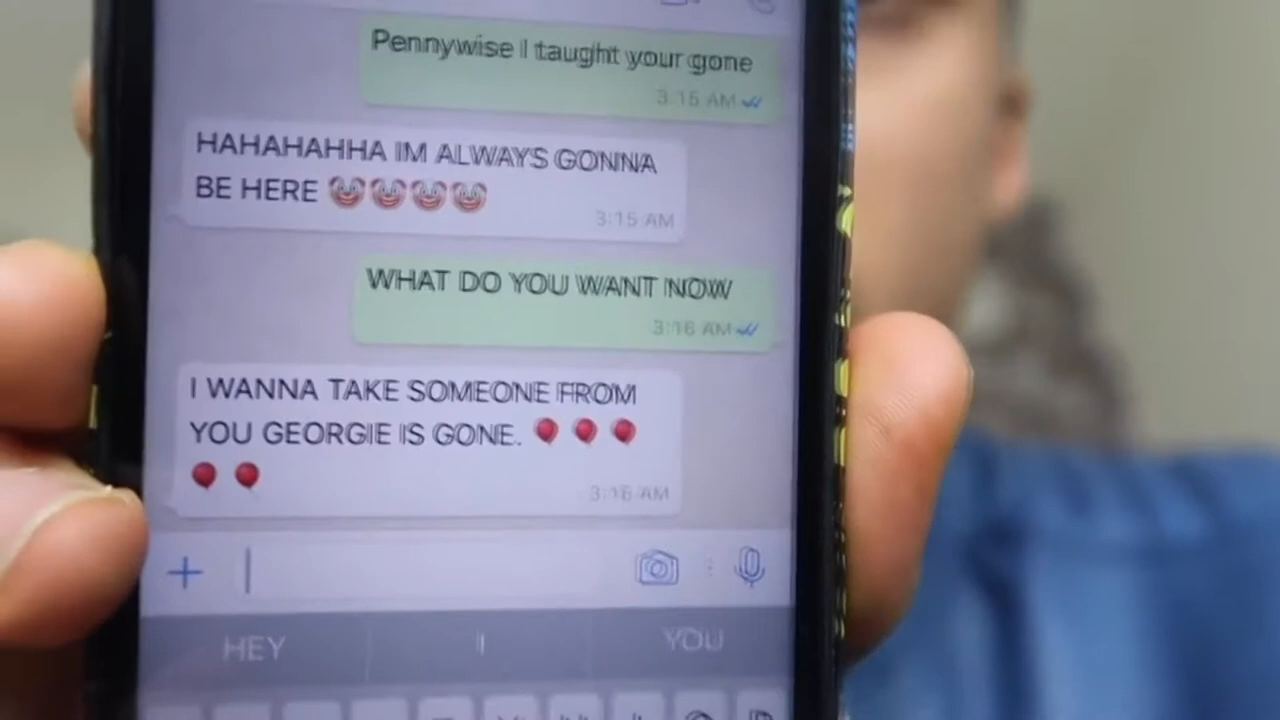 Pennywise I taught your gone
3:15 AM
HAHAHAHHA IM ALWAYS GONNA
BE HERE 🤡🤡🤡🤡
3:15 AM
WHAT DO YOU WANT NOW
3:16 AM
I WANNA TAKE SOMEONE FROM
YOU GEORGIE IS GONE. 🎈🎈🎈
🎈🎈
3:16 AM
HEY I YOU